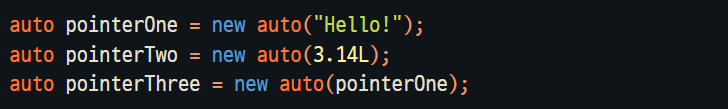 auto pointerOne = new auto("Hello!");
auto pointerTwo = new auto(3.14L);
auto pointerThree = new auto(pointerOne);